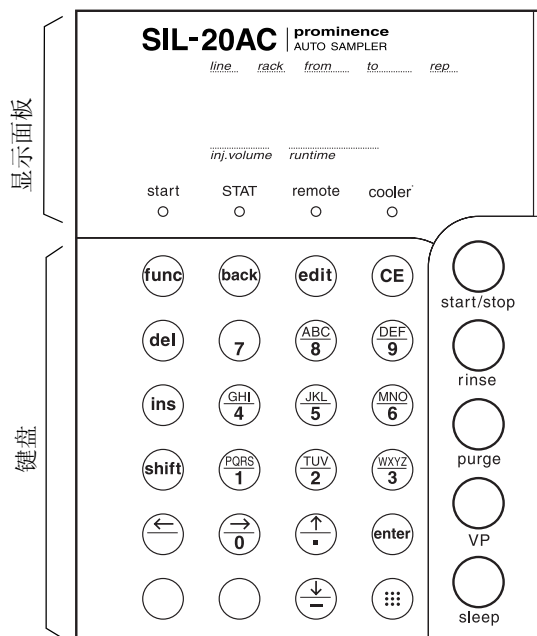 SIL-20AC prominence
AUTO SAMPLER
line rack from to rep
inj.volume runtime
start STAT remote cooler
显示面板
func back edit CE
start/stop
del 7 ABC 8 DEF 9
rinse
ins GHI 4 JKL 5 MNO 6
purge
shift PQRS 1 TUV 2 WXYZ 3
← → 0 ↑ . enter
VP
↓ –
sleep
键盘